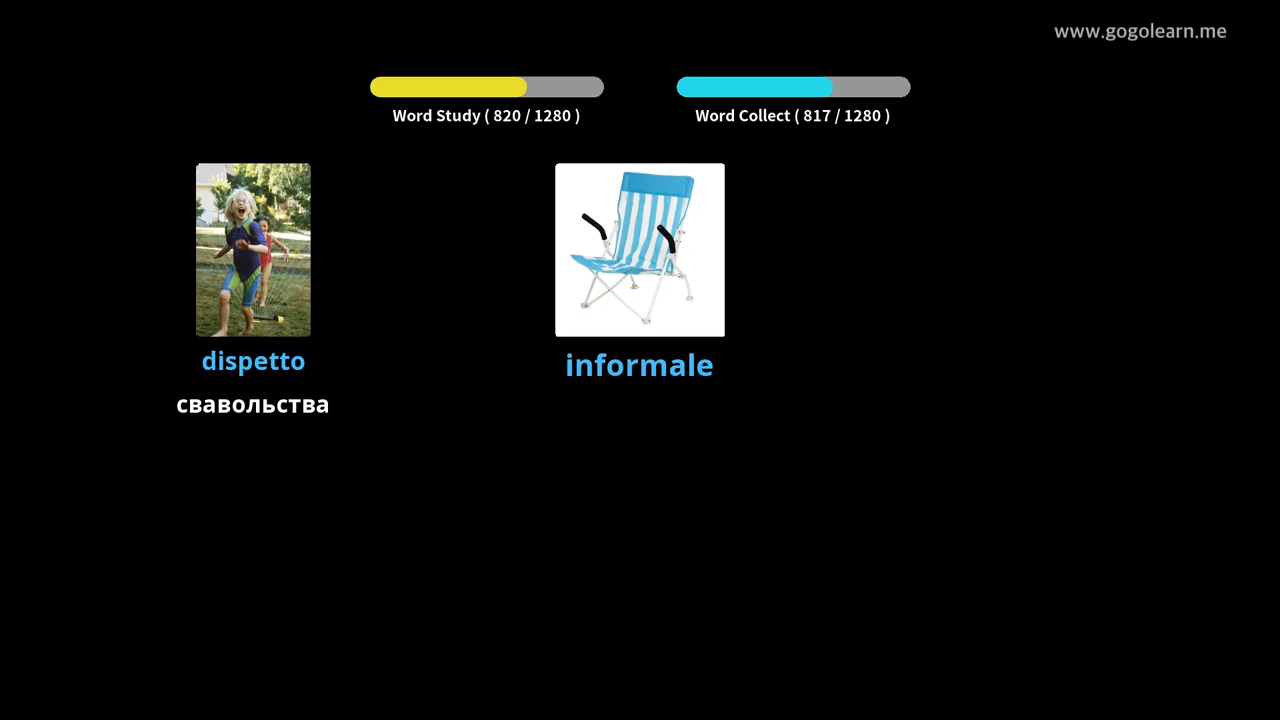 www.gogolearn.me
Word Study ( 820 / 1280 )
Word Collect ( 817 / 1280 )
dispetto
informale
свавольства